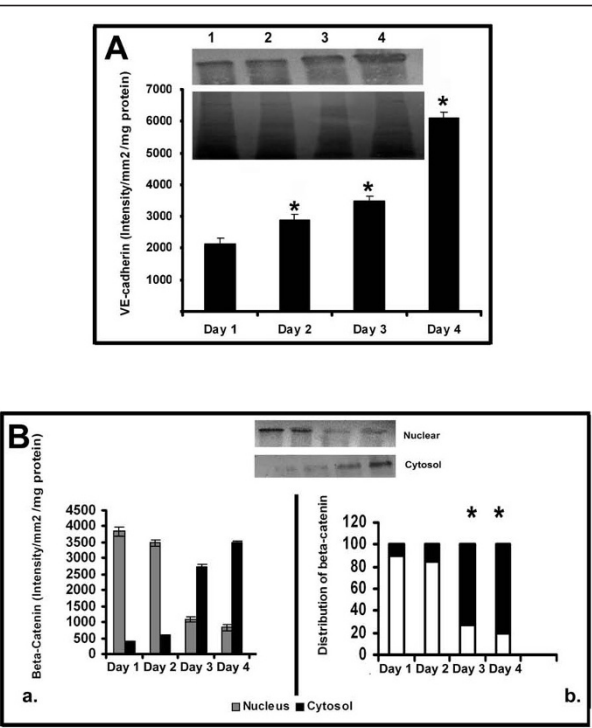 A
1 2 3 4
VE-cadherin (Intensity/mm2 /mg protein)
7000
6000
5000
4000
3000
2000
1000
*
*
*
Day 1 Day 2 Day 3 Day 4
B
Nuclear
Cytosol
Beta-Catenin (Intensity/mm2 /mg protein)
4500
4000
3500
3000
2500
2000
1500
1000
500
0
Day 1 Day 2 Day 3 Day 4
a.
Distribution of beta-catenin
* *
120
100
80
60
40
20
0
Day 1 Day 2 Day 3 Day 4
b.
Nucleus Cytosol